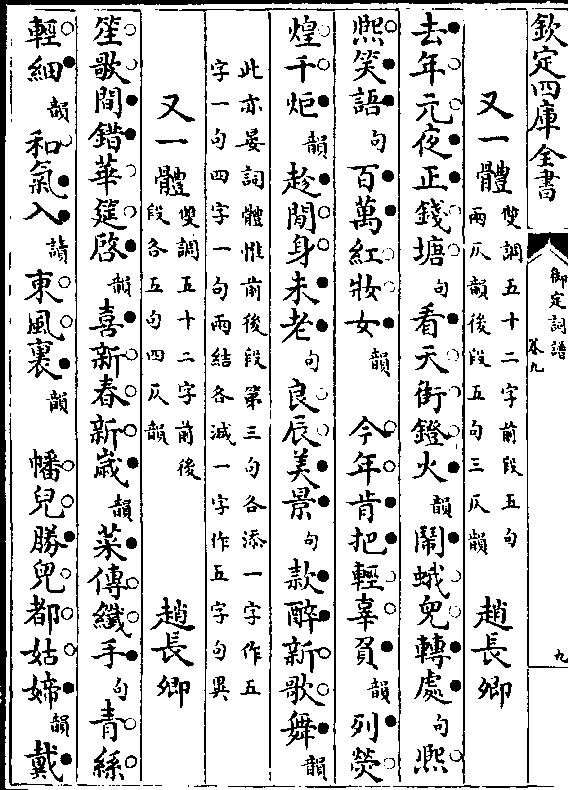 欽定四庫全書
御定詞譜
卷九
九
又一體
雙調五十二字前段五句
兩仄韻後段五句三仄韻
趙長卿
去年元夜正錢塘句看天街鐙火韻鬧蛾兒轉處句熙
熙笑語句百萬紅妝女韻 今年肯把輕辜負韻列熒
煌千炬韻趁閒身未老句良辰美景句款醉新歌舞韻
此亦晏詞體惟前後段第三句各添一字作五
字一句四字一句兩結各減一字作五字句異
又一體
雙調五十二字前後
段各五句四仄韻
趙長卿
笙歌間錯華筵啓韻喜新春新歲韻菜傳纖手句青絲
輕細韻和氣入讀東風裏韻 幡兒勝兒都姑媂韻戴